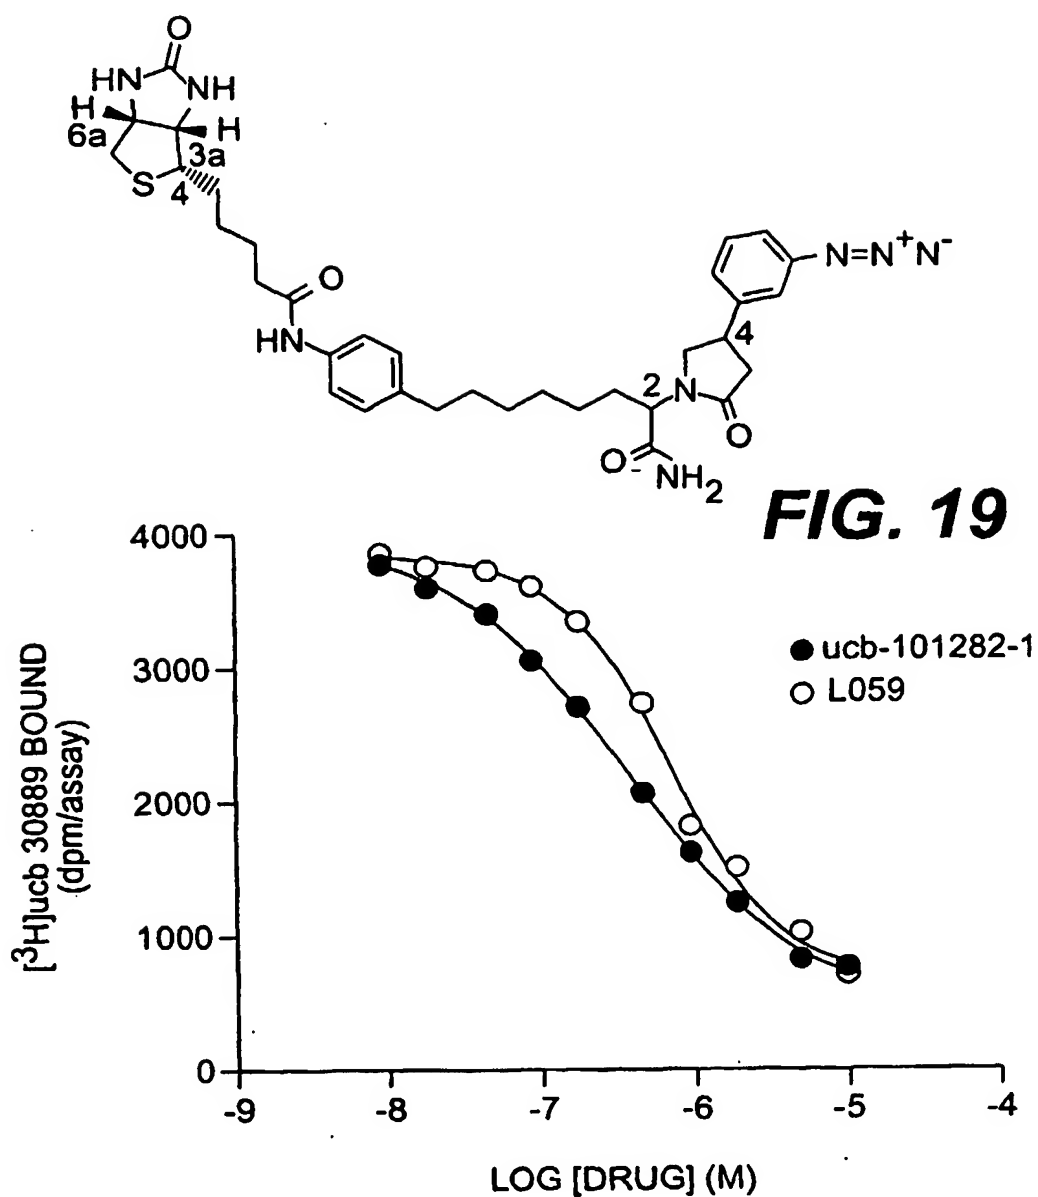 O
HN
NH
H
H
6a
3a
S
4
O
HN
N=N⁺N⁻
4
2
N
O
O
NH₂
FIG. 19
4000
3000
2000
1000
0
[³H]ucb 30889 BOUND
(dpm/assay)
● ucb-101282-1
○ L059
-9 -8 -7 -6 -5 -4
LOG [DRUG] (M)